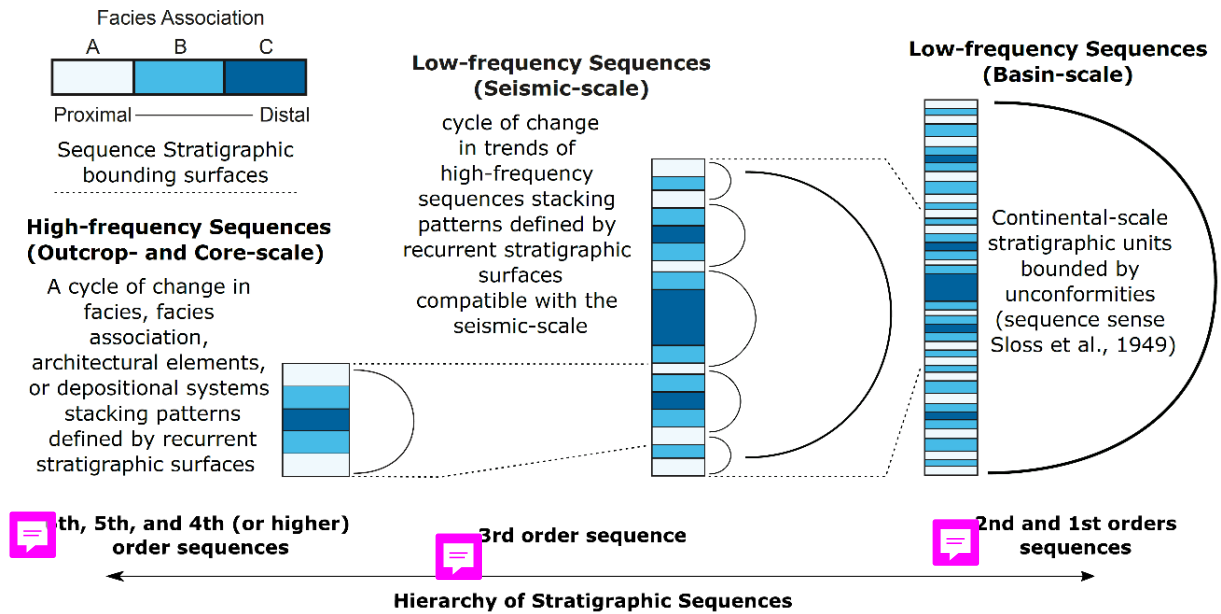 Facies Association
A B C
Proximal Distal
Sequence Stratigraphic
bounding surfaces
High-frequency Sequences
(Outcrop- and Core-scale)
A cycle of change in
facies, facies
association,
architectural elements,
or depositional systems
stacking patterns
defined by recurrent
stratigraphic surfaces
Low-frequency Sequences
(Seismic-scale)
cycle of change
in trends of
high-frequency
sequences stacking
patterns defined by
recurrent stratigraphic
surfaces
compatible with the
seismic-scale
Low-frequency Sequences
(Basin-scale)
Continental-scale
stratigraphic units
bounded by
unconformities
(sequence sense
Sloss et al., 1949)
5th, and 4th (or higher)
order sequences
3rd order sequence
2nd and 1st orders
sequences
Hierarchy of Stratigraphic Sequences